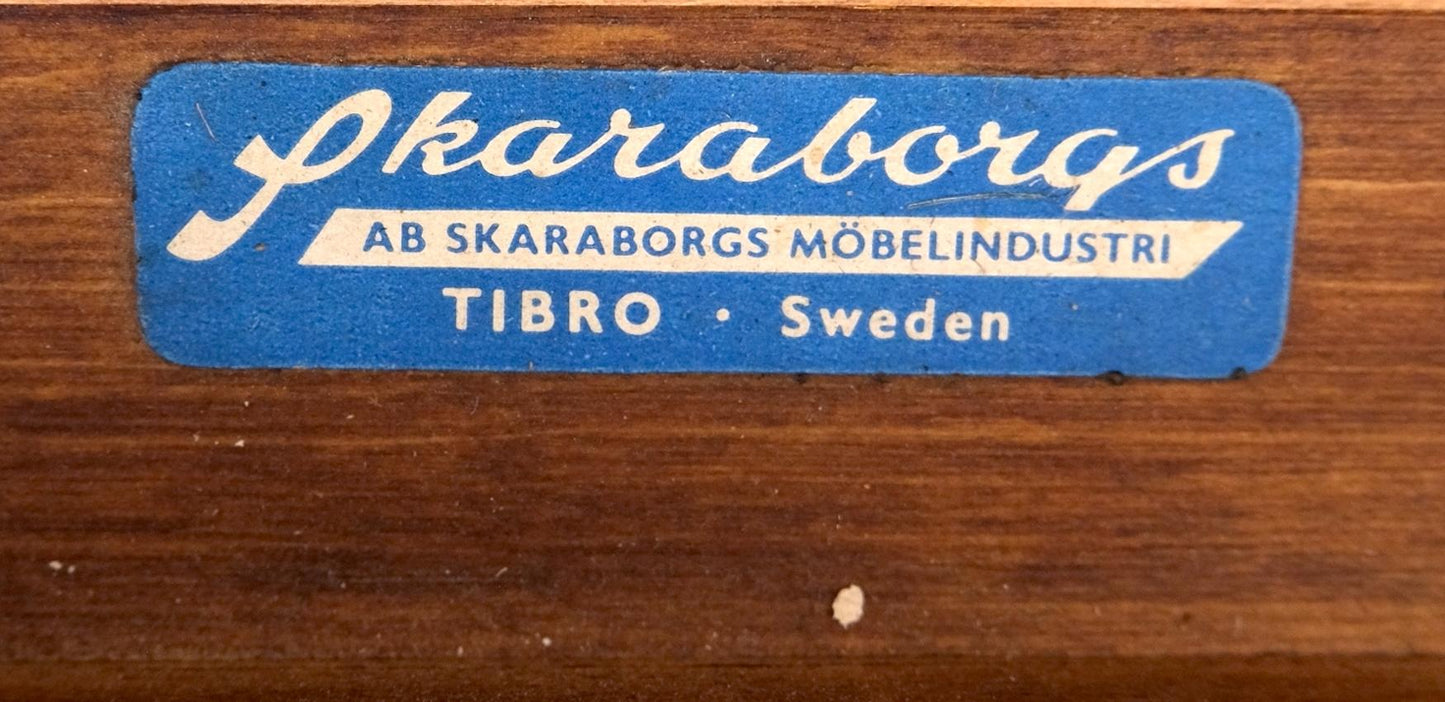 Skaraborgs
AB SKARABORGS MÖBELINDUSTRI
TIBRO · Sweden